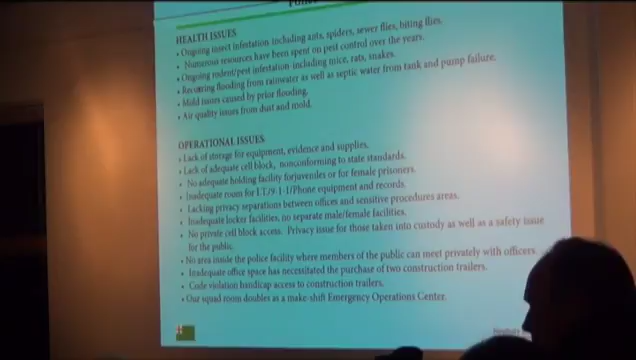 HEALTH ISSUES
• Ongoing insect infestation including ants, spiders, sewer flies, biting flies.
• Numerous resources have been spent on pest control over the years.
• Ongoing rodent/pest infestation including mice, rats, snakes.
• Recurring flooding from rainwater as well as septic water from tank and pump failure.
• Mold issues caused by prior flooding.
• Air quality issues from dust and mold.
OPERATIONAL ISSUES
• Lack of storage for equipment, evidence and supplies.
• Lack of adequate cell block, nonconforming to state standards.
• No adequate holding facility for juveniles or for female prisoners.
• Inadequate room for I.T./9-1-1/Phone equipment and records.
• Lacking privacy separations between offices and sensitive procedures areas.
• Inadequate locker facilities, no separate male/female facilities.
• No private cell block access. Privacy issue for those taken into custody as well as a safety issue
for the public.
• No area inside the police facility where members of the public can meet privately with officers.
• Inadequate office space has necessitated the purchase of two construction trailers.
• Code violation handicap access to construction trailers.
• Our squad room doubles as a make-shift Emergency Operations Center.